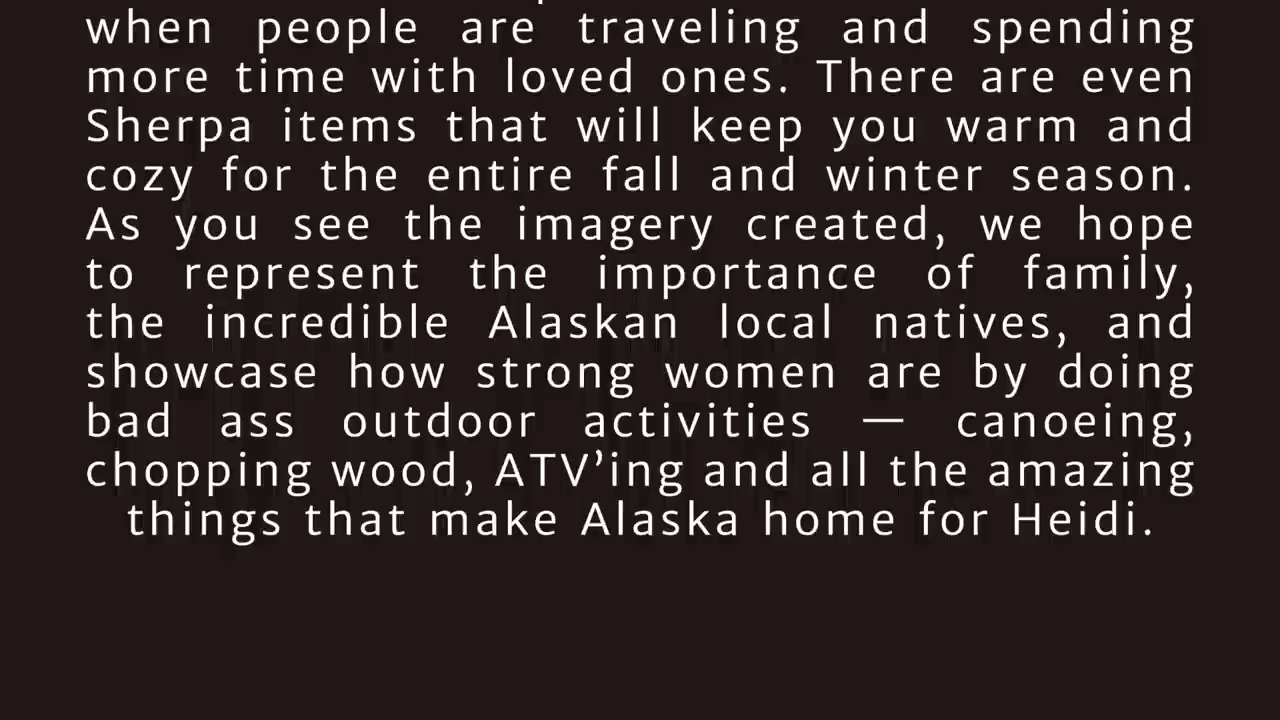 when people are traveling and spending
more time with loved ones. There are even
Sherpa items that will keep you warm and
cozy for the entire fall and winter season.
As you see the imagery created, we hope
to represent the importance of family,
the incredible Alaskan local natives, and
showcase how strong women are by doing
bad ass outdoor activities — canoeing,
chopping wood, ATV’ing and all the amazing
things that make Alaska home for Heidi.